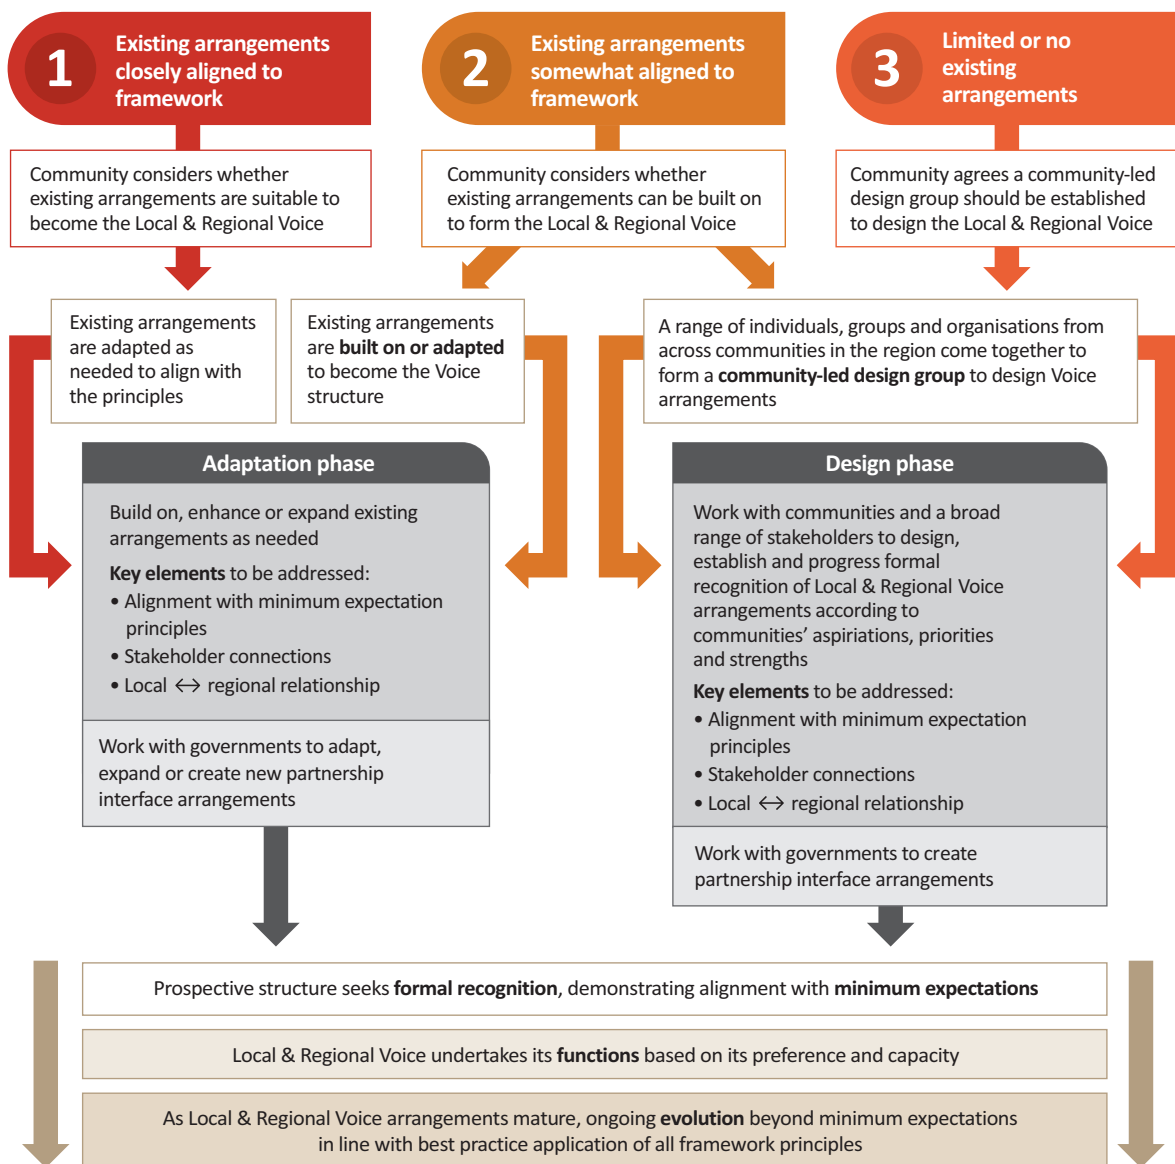 1
Existing arrangements
closely aligned to
framework
2
Existing arrangements
somewhat aligned to
framework
3
Limited or no
existing
arrangements
Community considers whether
existing arrangements are suitable to
become the Local & Regional Voice
Community considers whether
existing arrangements can be built on
to form the Local & Regional Voice
Community agrees a community-led
design group should be established
to design the Local & Regional Voice
Existing arrangements
are adapted as
needed to align with
the principles
Existing arrangements
are built on or adapted
to become the Voice
structure
A range of individuals, groups and organisations from
across communities in the region come together to
form a community-led design group to design Voice
arrangements
Adaptation phase
Build on, enhance or expand existing
arrangements as needed
Key elements to be addressed:
• Alignment with minimum expectation
principles
• Stakeholder connections
• Local ↔ regional relationship
Work with governments to adapt,
expand or create new partnership
interface arrangements
Design phase
Work with communities and a broad
range of stakeholders to design,
establish and progress formal
recognition of Local & Regional Voice
arrangements according to
communities’ aspiriations, priorities
and strengths
Key elements to be addressed:
• Alignment with minimum expectation
principles
• Stakeholder connections
• Local ↔ regional relationship
Work with governments to create
partnership interface arrangements
Prospective structure seeks formal recognition, demonstrating alignment with minimum expectations
Local & Regional Voice undertakes its functions based on its preference and capacity
As Local & Regional Voice arrangements mature, ongoing evolution beyond minimum expectations
in line with best practice application of all framework principles